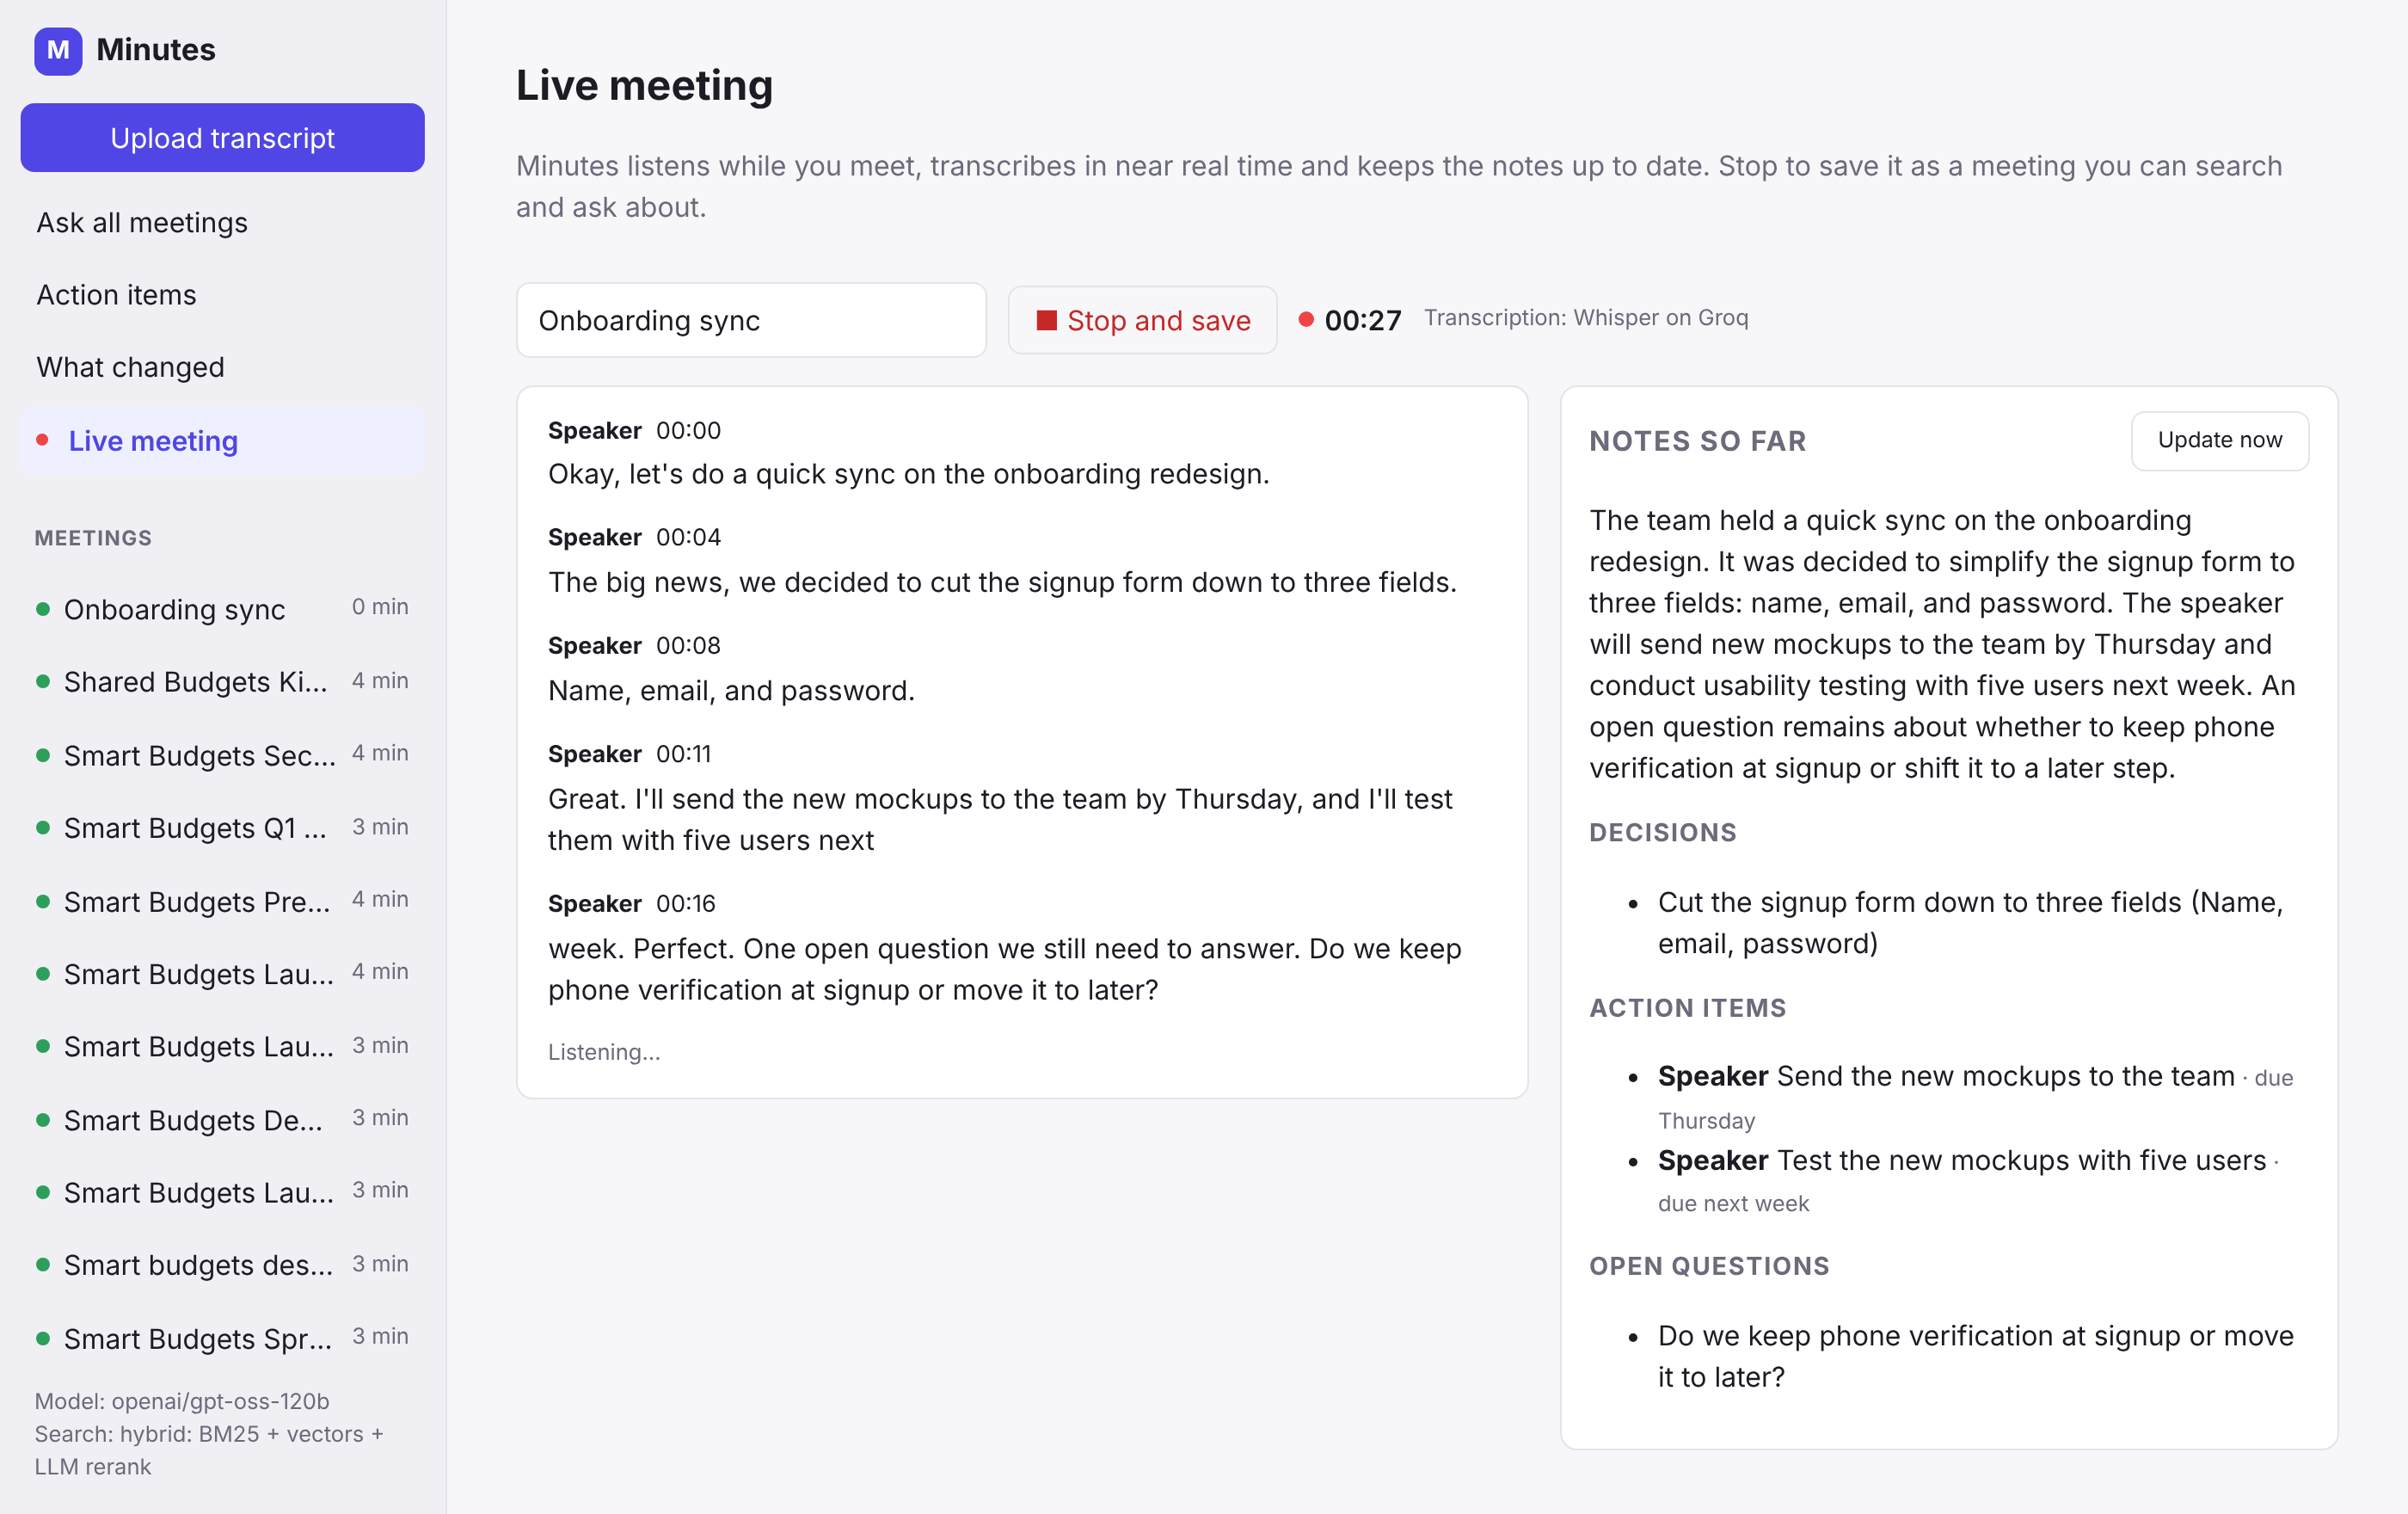 M Minutes
Upload transcript
Ask all meetings
Action items
What changed
Live meeting
MEETINGS
Onboarding sync 0 min
Shared Budgets Ki... 4 min
Smart Budgets Sec... 4 min
Smart Budgets Q1 ... 3 min
Smart Budgets Pre... 4 min
Smart Budgets Lau... 4 min
Smart Budgets Lau... 3 min
Smart Budgets De... 3 min
Smart Budgets Lau... 3 min
Smart budgets des... 3 min
Smart Budgets Spr... 3 min
Model: openai/gpt-oss-120b
Search: hybrid: BM25 + vectors +
LLM rerank
Live meeting
Minutes listens while you meet, transcribes in near real time and keeps the notes up to date. Stop to save it as a meeting you can search
and ask about.
Onboarding sync
Stop and save
00:27
Transcription: Whisper on Groq
Speaker 00:00
Okay, let's do a quick sync on the onboarding redesign.
Speaker 00:04
The big news, we decided to cut the signup form down to three fields.
Speaker 00:08
Name, email, and password.
Speaker 00:11
Great. I'll send the new mockups to the team by Thursday, and I'll test
them with five users next
Speaker 00:16
week. Perfect. One open question we still need to answer. Do we keep
phone verification at signup or move it to later?
Listening...
NOTES SO FAR
Update now
The team held a quick sync on the onboarding
redesign. It was decided to simplify the signup form to
three fields: name, email, and password. The speaker
will send new mockups to the team by Thursday and
conduct usability testing with five users next week. An
open question remains about whether to keep phone
verification at signup or shift it to a later step.
DECISIONS
• Cut the signup form down to three fields (Name,
email, password)
ACTION ITEMS
• Speaker Send the new mockups to the team · due
Thursday
• Speaker Test the new mockups with five users ·
due next week
OPEN QUESTIONS
• Do we keep phone verification at signup or move
it to later?